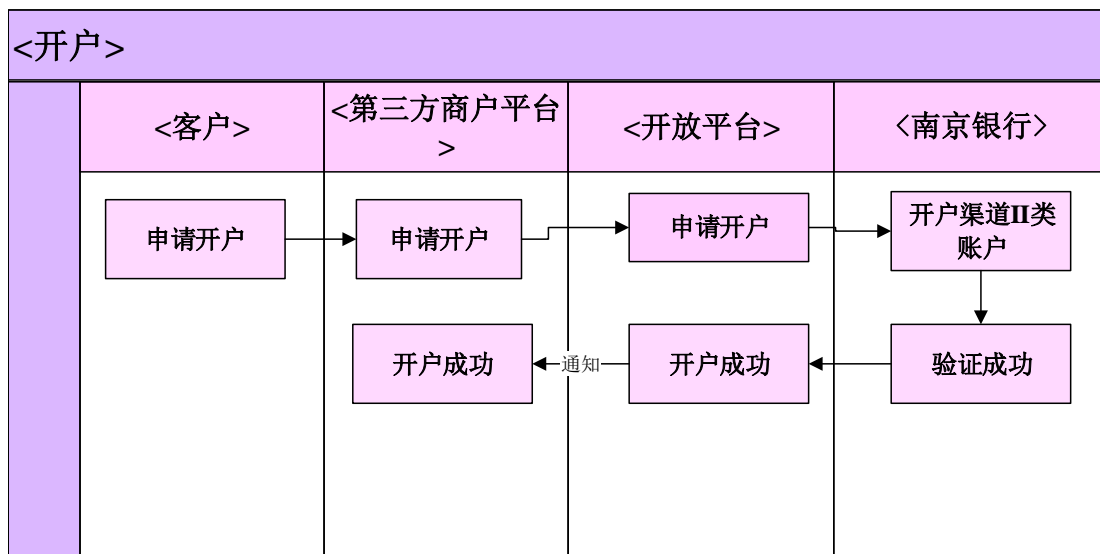 <开户>
<客户>
<第三方商户平台
>
<开放平台>
<南京银行>
申请开户
申请开户
申请开户
开户渠道II类
账户
开户成功
通知
开户成功
验证成功